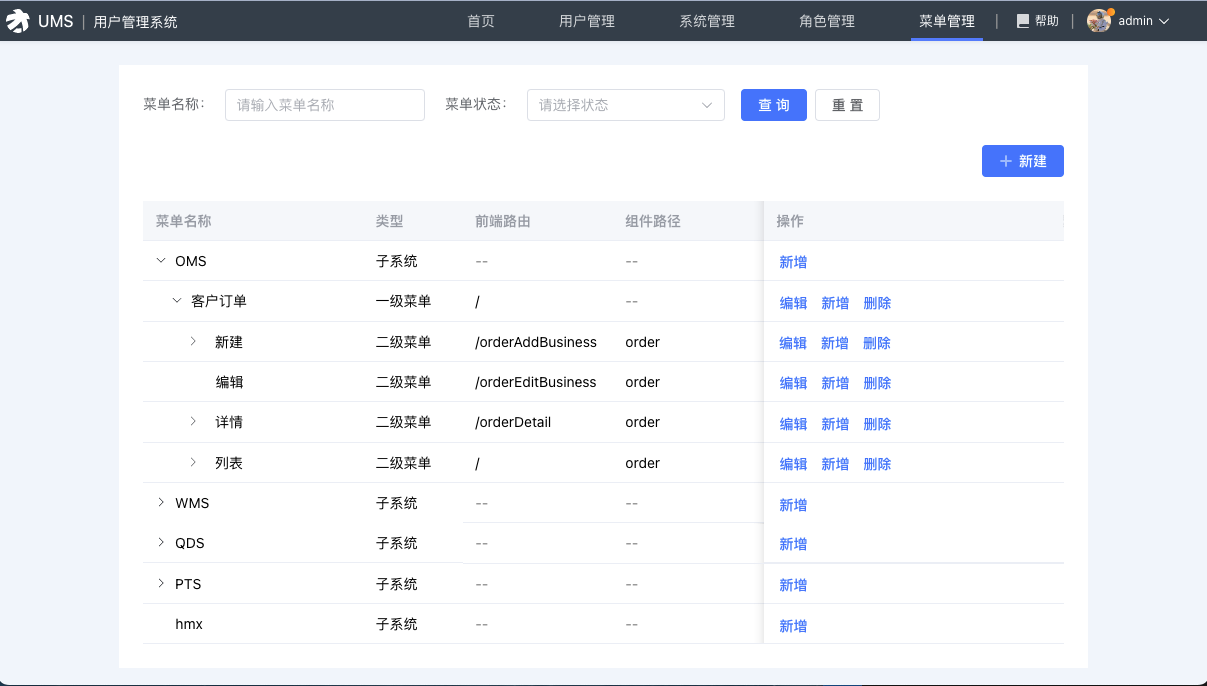 UMS | 用户管理系统 首页 用户管理 系统管理 角色管理 菜单管理 | 帮助 | admin
菜单名称： 请输入菜单名称 菜单状态： 请选择状态 查 询 重 置
+ 新建
菜单名称 类型 前端路由 组件路径 操作
OMS 子系统 -- -- 新增
客户订单 一级菜单 / -- 编辑 新增 删除
新建 二级菜单 /orderAddBusiness order 编辑 新增 删除
编辑 二级菜单 /orderEditBusiness order 编辑 新增 删除
详情 二级菜单 /orderDetail order 编辑 新增 删除
列表 二级菜单 / order 编辑 新增 删除
WMS 子系统 -- -- 新增
QDS 子系统 -- -- 新增
PTS 子系统 -- -- 新增
hmx 子系统 -- -- 新增